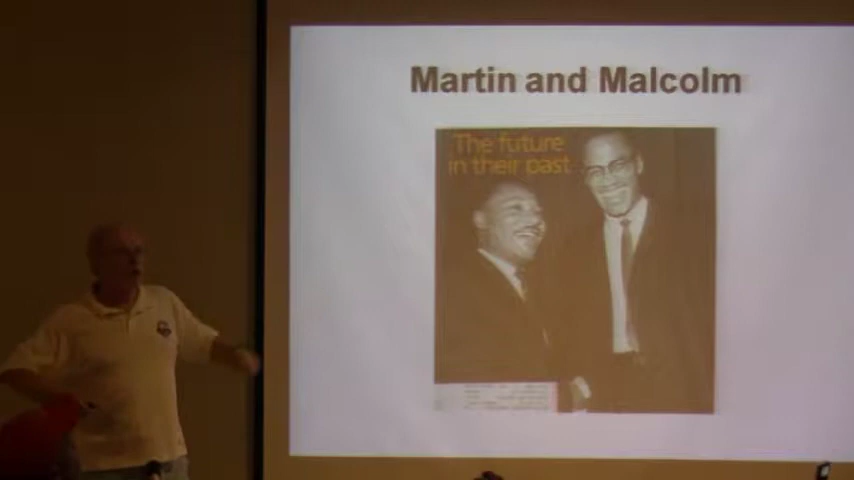 Martin and Malcolm
The future
in their past